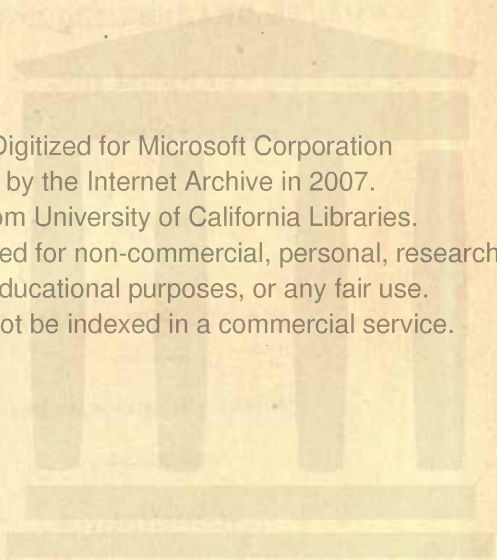 Digitized for Microsoft Corporation
by the Internet Archive in 2007.
om University of California Libraries.
ed for non-commercial, personal, research
ducational purposes, or any fair use.
ot be indexed in a commercial service.